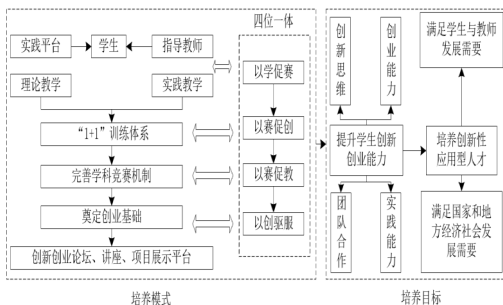 四位一体
实践平台
学生
指导教师
理论教学
实践教学
“1+1”训练体系
完善学科竞赛机制
奠定创业基础
创新创业论坛、讲座、项目展示平台
以学促赛
以赛促创
以赛促教
以创驱服
培养模式
创新思维
创业能力
提升学生创新
创业能力
团队合作
实践能力
满足学生与教师
发展需要
培养创新性
应用型人才
满足国家和地
方经济社会发
展需要
培养目标